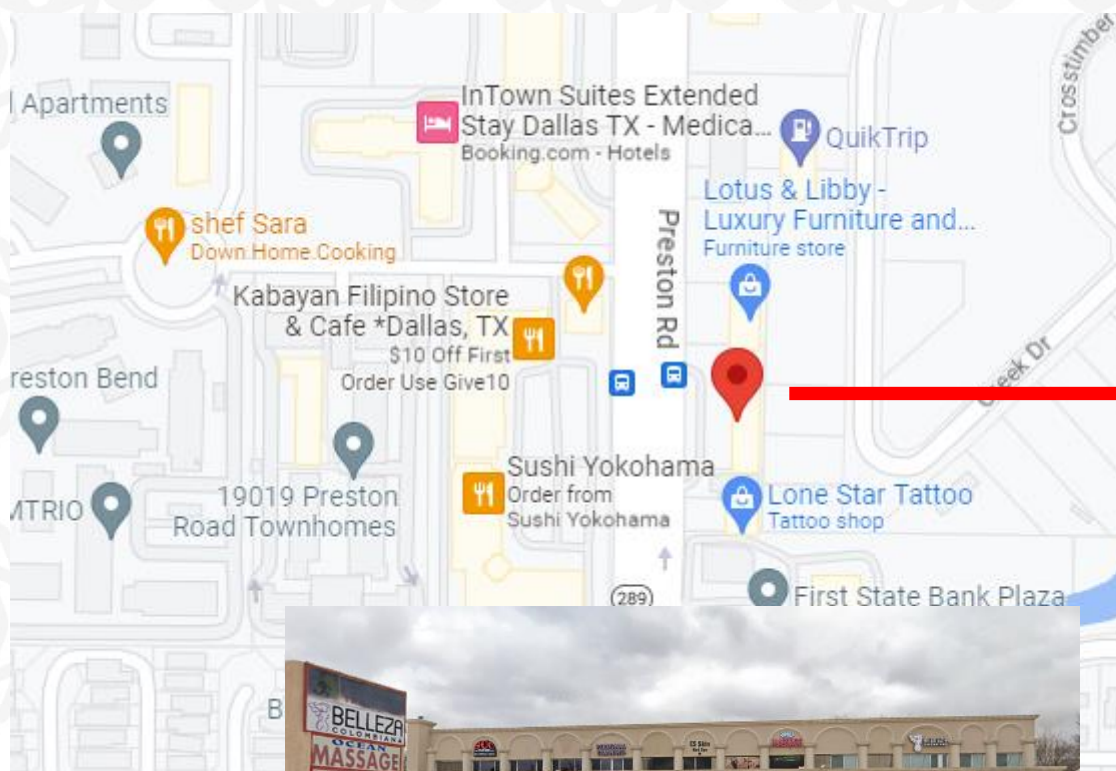 Apartments
InTown Suites Extended
Stay Dallas TX - Medica...
Booking.com - Hotels
QuikTrip
Crosstimber
Lotus & Libby -
Luxury Furniture and...
Furniture store
shef Sara
Down Home Cooking
Preston Rd
Kabayan Filipino Store
& Cafe *Dallas, TX
$10 Off First
Order Use Give10
reston Bend
Creek Dr
Sushi Yokohama
Order from
Sushi Yokohama
19019 Preston
Road Townhomes
MTRIO
Lone Star Tattoo
Tattoo shop
289
First State Bank Plaza
B
BELLEZA
COLOMBIANA
OCEAN
MASSAGE